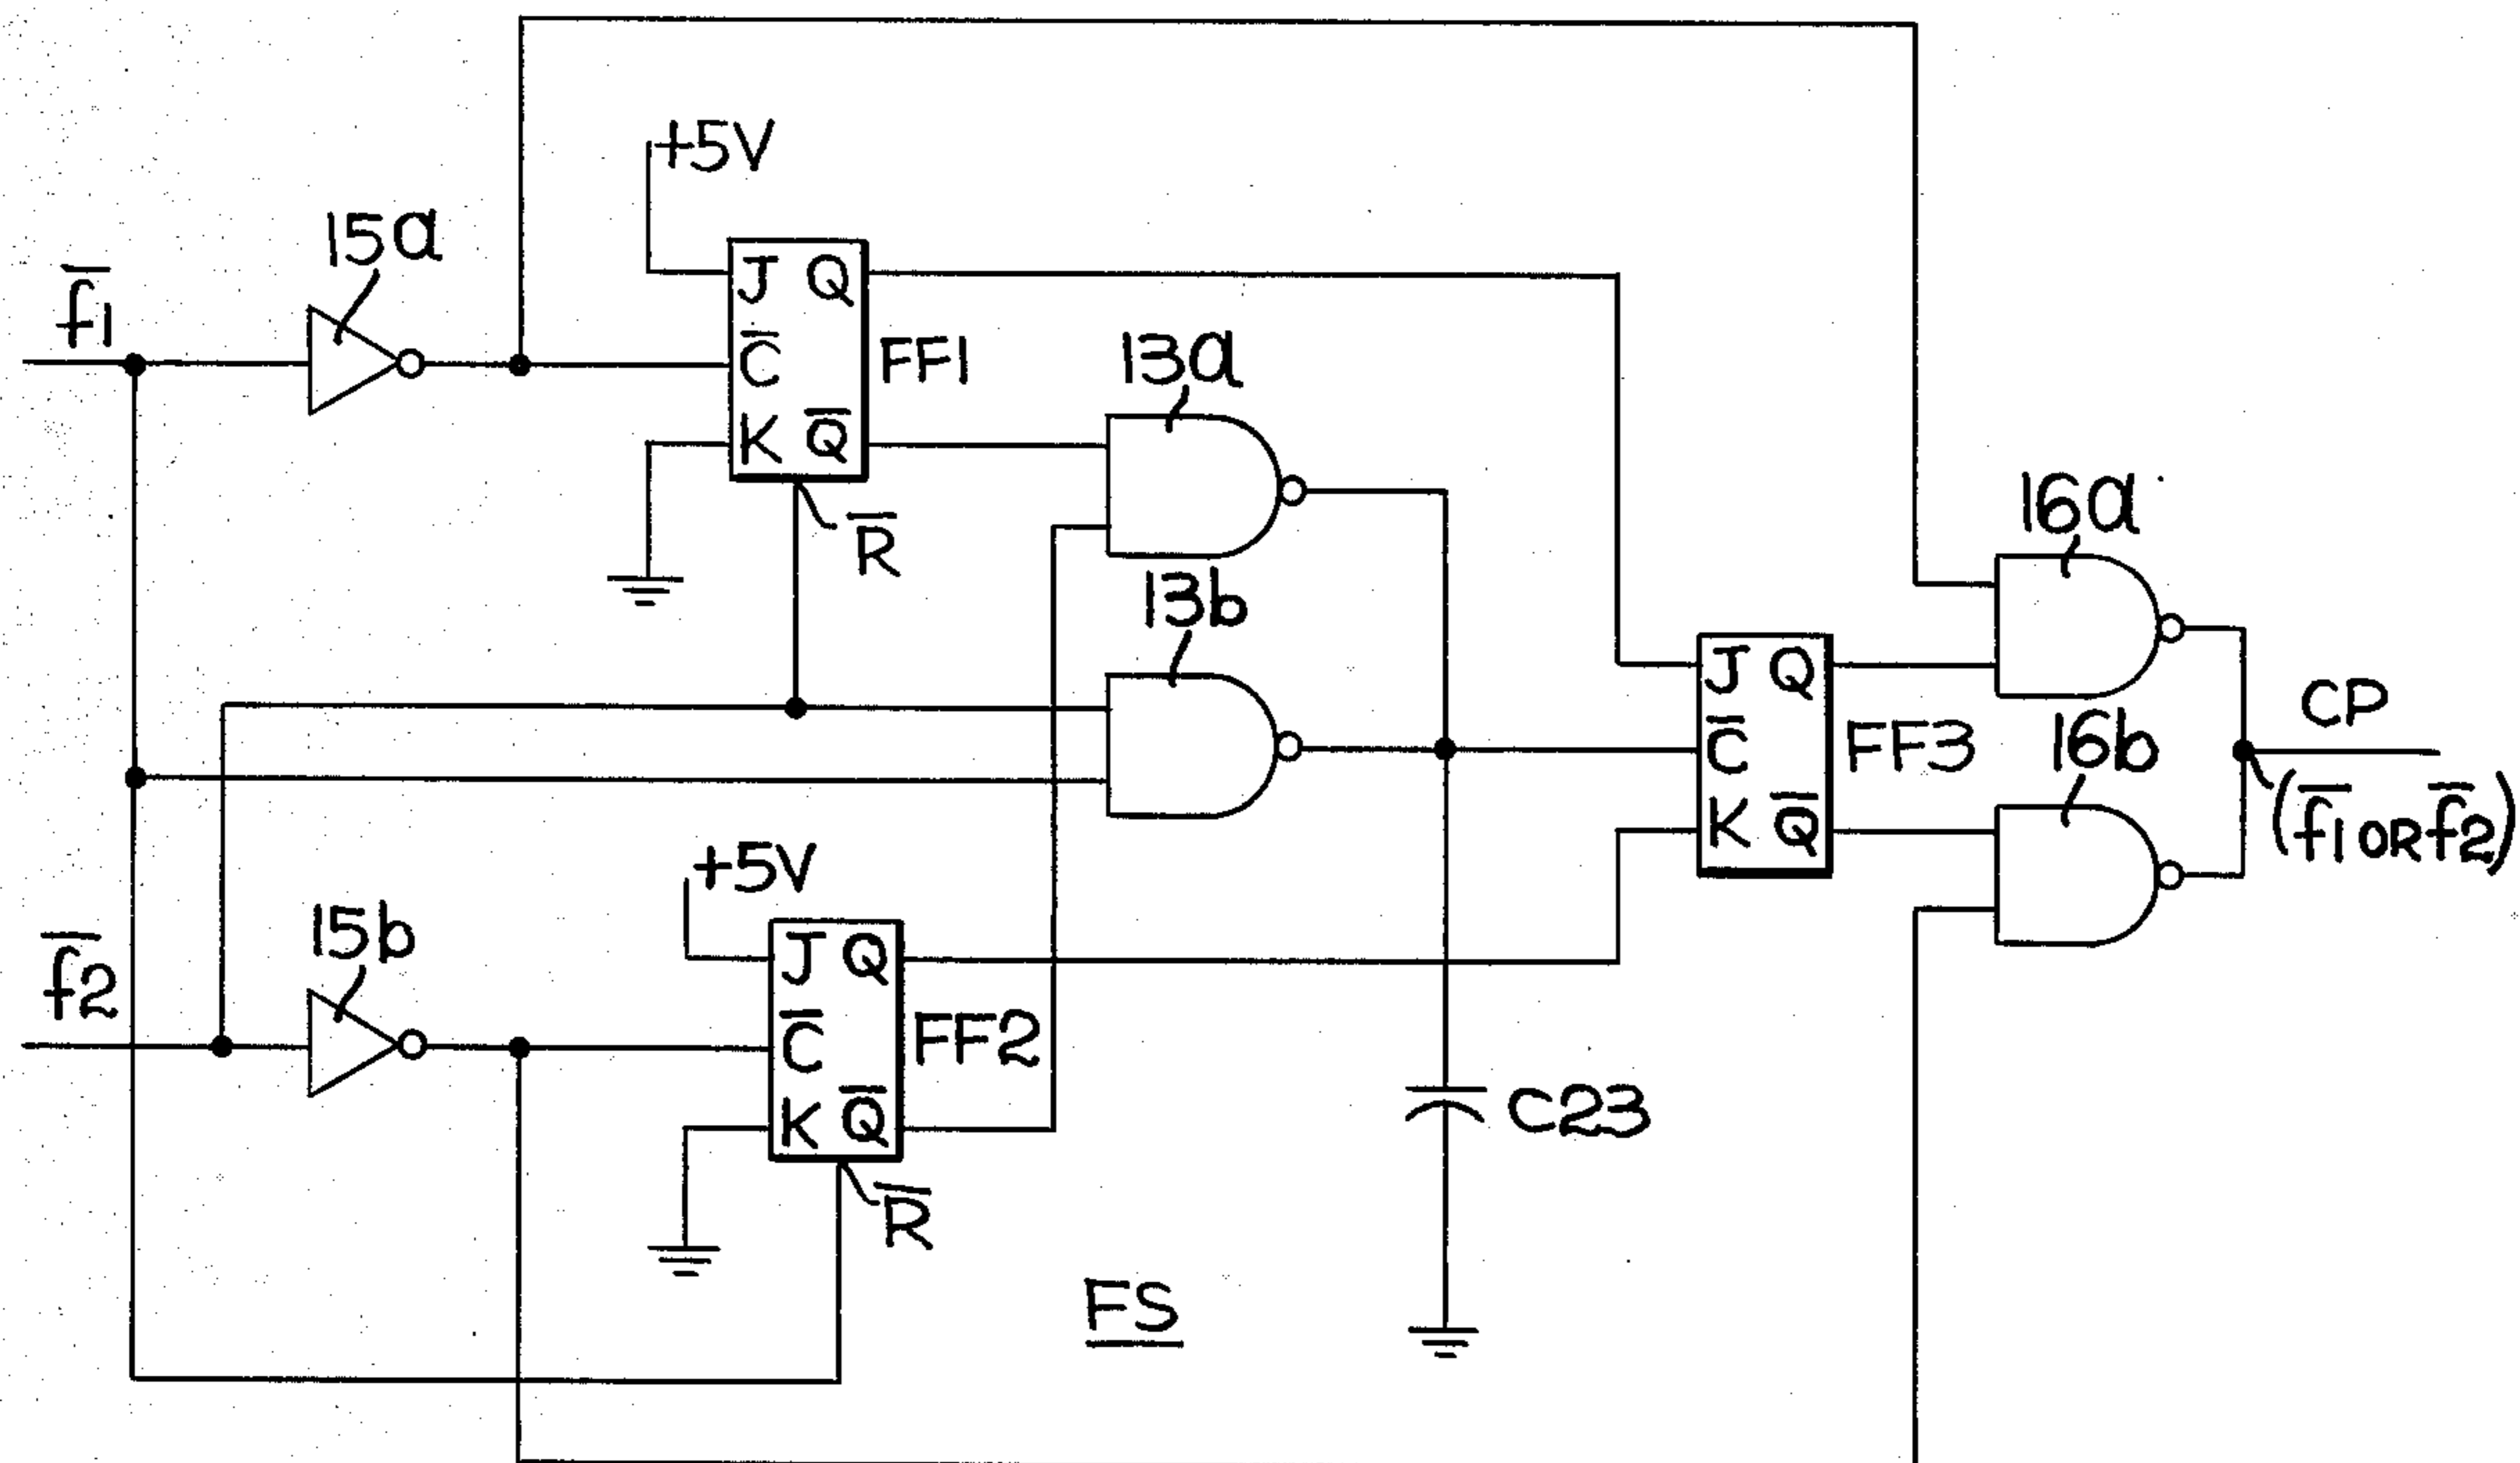 +5V
15a
f̅1
J Q
C̅ FF1
K Q̅
R̅
13a
13b
16a
J Q
C̅ FF3
K Q̅
CP
16b
(f̅1 OR f̅2)
+5V
15b
f̅2
J Q
C̅ FF2
K Q̅
R̅
C23
FS